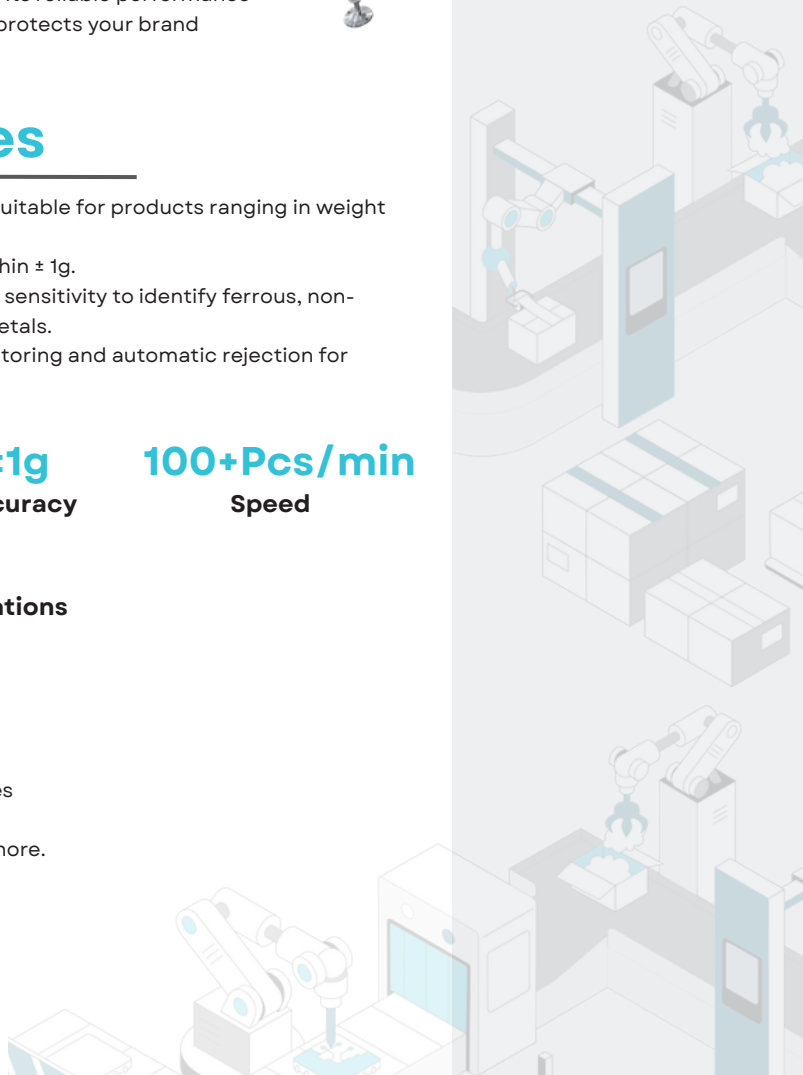 protects your brand
es
uitable for products ranging in weight
hin ± 1g.
sensitivity to identify ferrous, non-
etals.
toring and automatic rejection for
1g 100+Pcs/min
curacy Speed
ations
es
more.